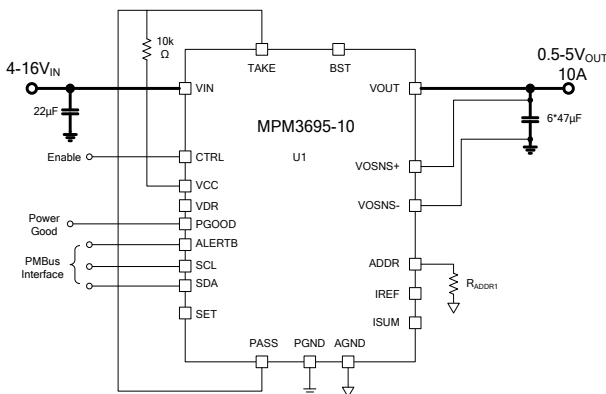 10k
Ω
TAKE
BST
4-16VIN
22µF
VIN
VOUT
0.5-5VOUT
10A
6*47µF
MPM3695-10
U1
Enable
CTRL
VCC
VDR
Power
Good
PGOOD
ALERTB
PMBus
Interface
SCL
SDA
SET
VOSNS+
VOSNS-
ADDR
RADDR1
IREF
ISUM
PASS
PGND
AGND